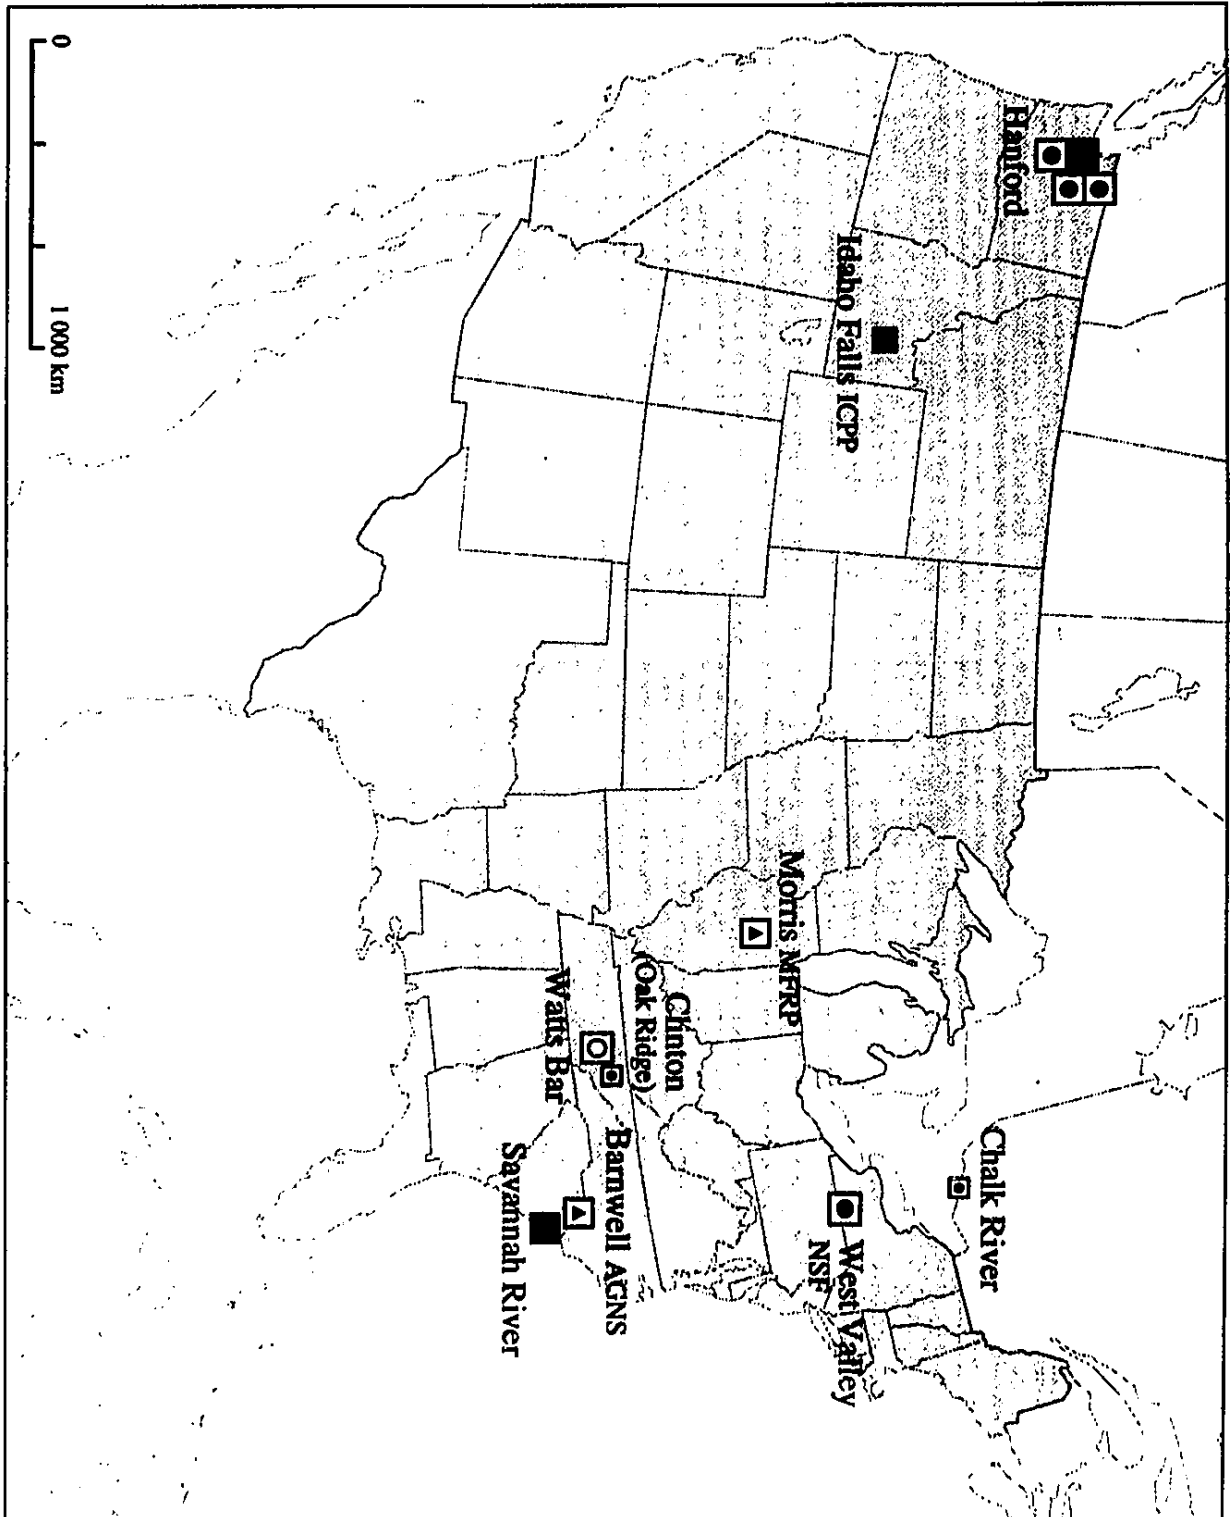 Hanford
Idaho Falls ICPP
Morris MFRP
Chalk River
West Valley
NSF
Clinton
(Oak Ridge)
Watts Bar
Barnwell AGNS
Savannah River
0
1 000 km